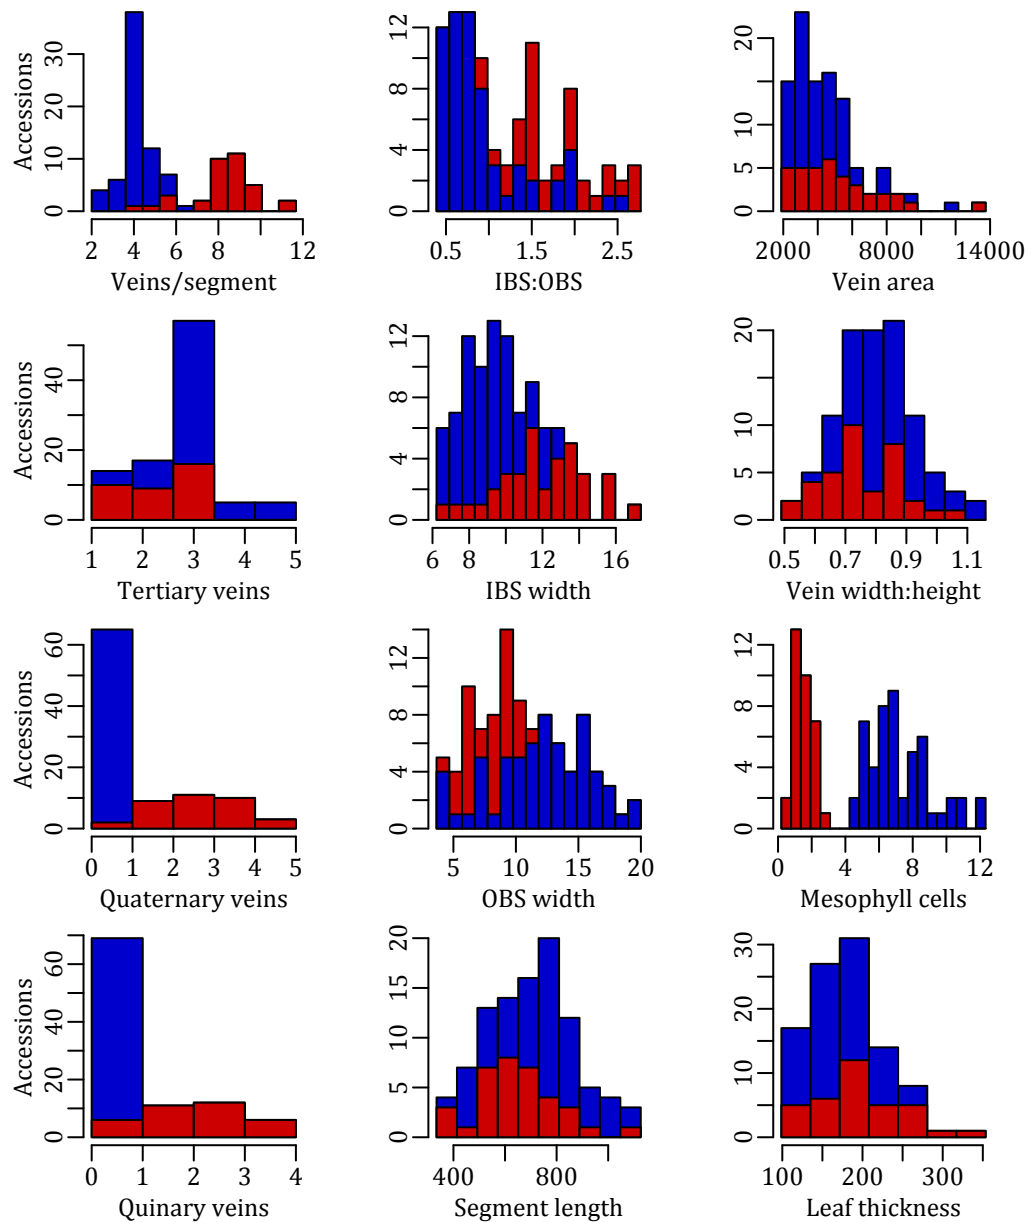 Accessions
0 10 20 30
2 4 6 8 10 12
Veins/segment
0 4 8 12
0.5 1.5 2.5
IBS:OBS
0 5 10 20
2000 8000 14000
Vein area
Accessions
0 20 40
1 2 3 4 5
Tertiary veins
0 4 8 12
6 8 12 16
IBS width
0 5 10 20
0.5 0.7 0.9 1.1
Vein width:height
Accessions
0 20 40 60
0 1 2 3 4 5
Quaternary veins
0 4 8 12
5 10 15 20
OBS width
0 4 8 12
0 4 8 12
Mesophyll cells
Accessions
0 20 40 60
0 1 2 3 4
Quinary veins
0 5 10 15 20
400 800
Segment length
0 5 10 20 30
100 200 300
Leaf thickness